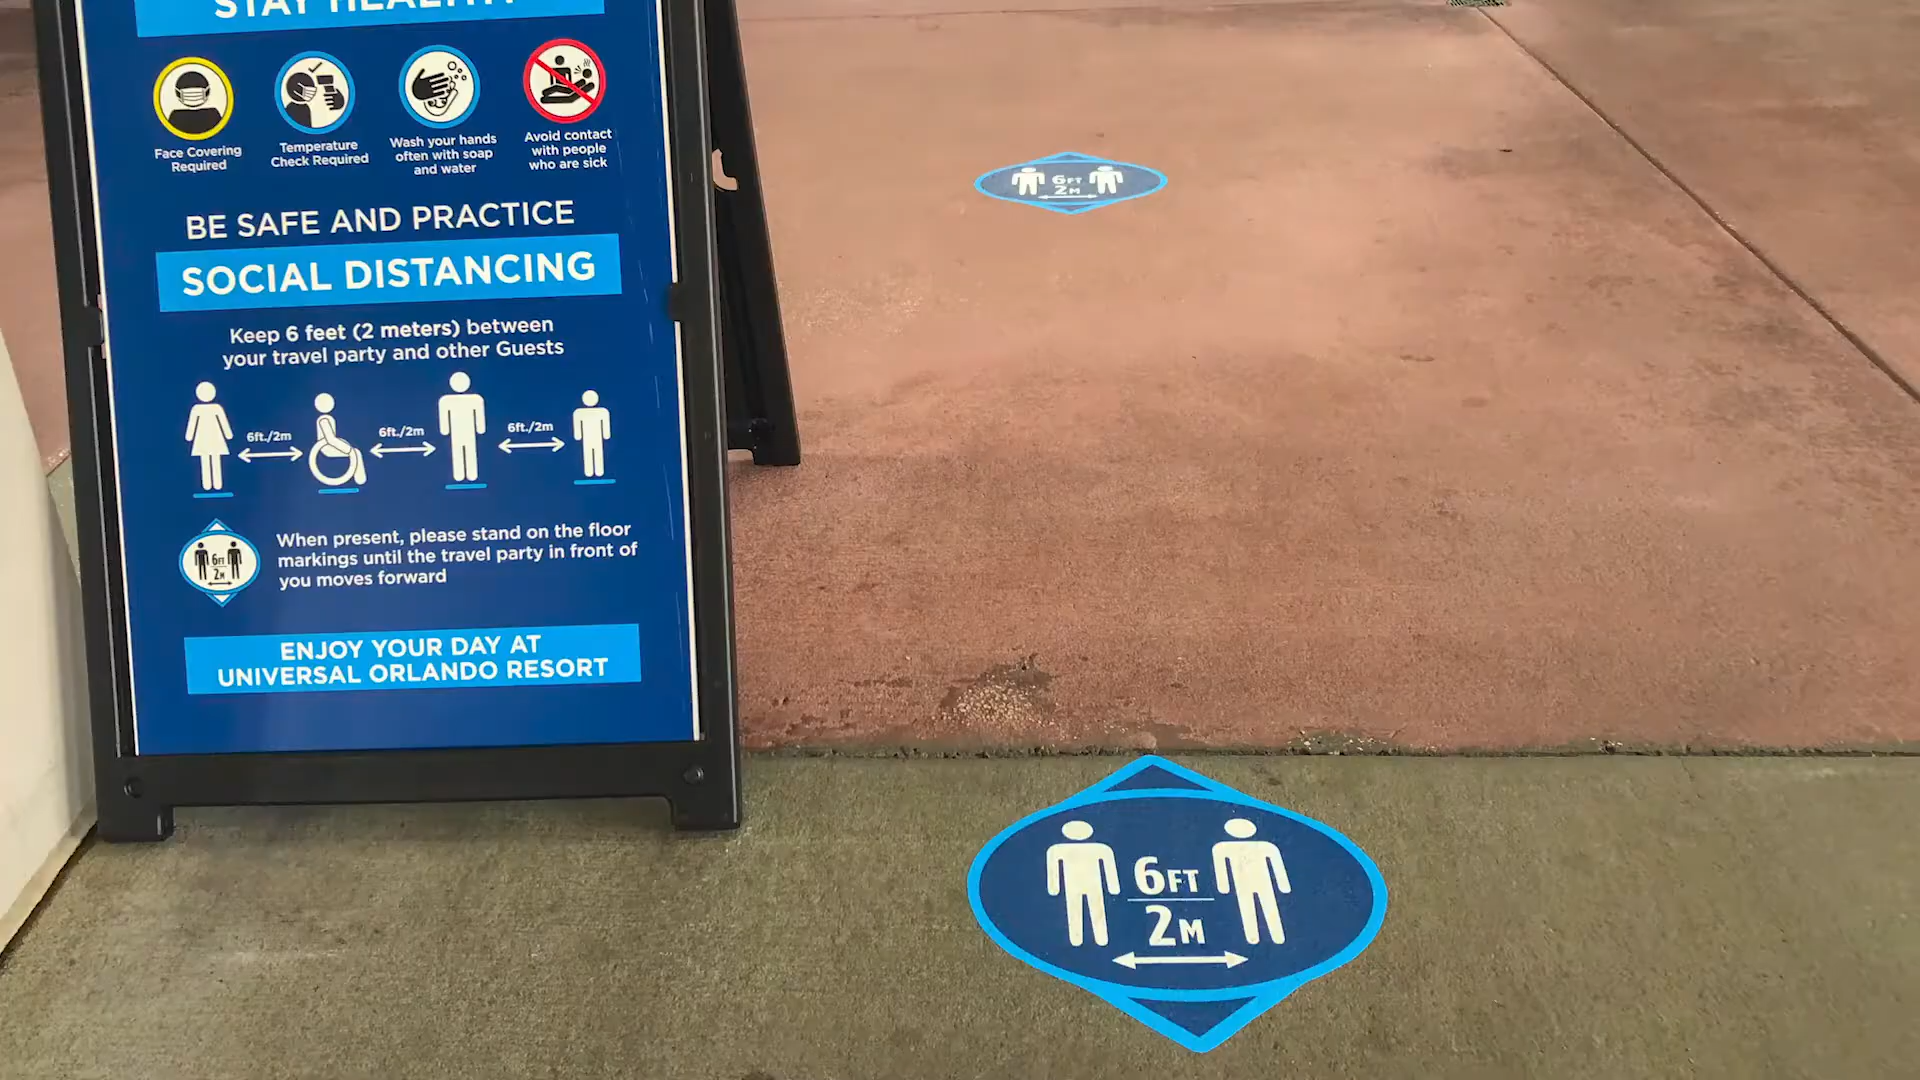 STAY HEALTHY
Face Covering
Required
Temperature
Check Required
Wash your hands
often with soap
and water
Avoid contact
with people
who are sick
BE SAFE AND PRACTICE
SOCIAL DISTANCING
Keep 6 feet (2 meters) between
your travel party and other Guests
6ft./2m
6ft./2m
6ft./2m
6FT
2M
When present, please stand on the floor
markings until the travel party in front of
you moves forward
ENJOY YOUR DAY AT
UNIVERSAL ORLANDO RESORT
6FT
2M
6FT
2M